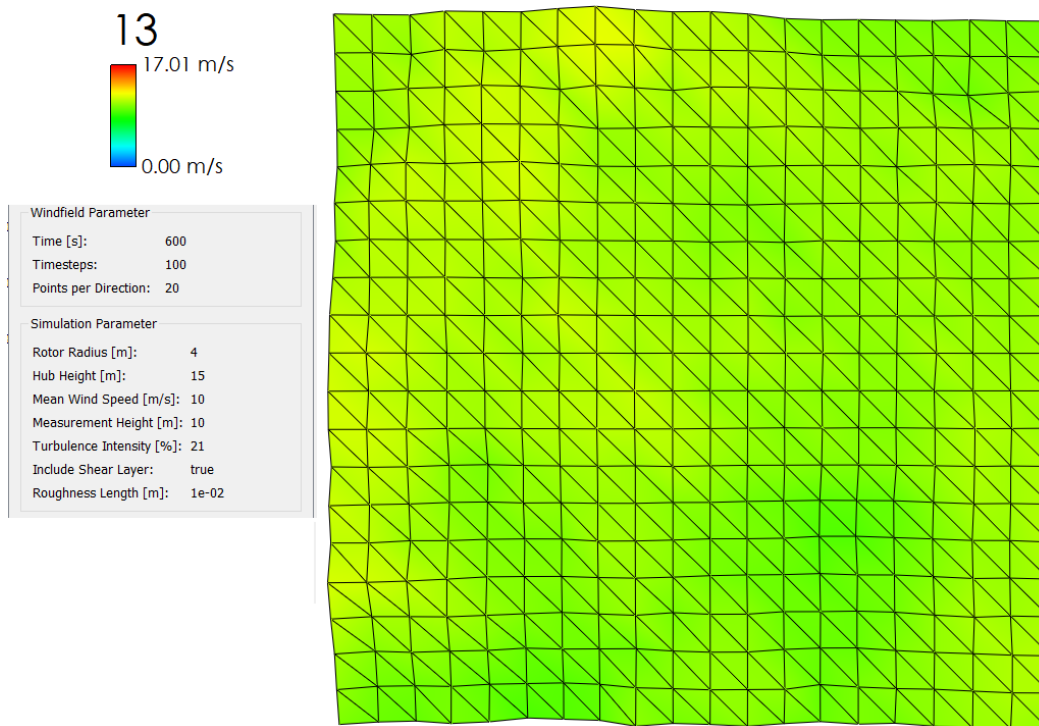 13
17.01 m/s
0.00 m/s
Windfield Parameter
Time [s]: 600
Timesteps: 100
Points per Direction: 20
Simulation Parameter
Rotor Radius [m]: 4
Hub Height [m]: 15
Mean Wind Speed [m/s]: 10
Measurement Height [m]: 10
Turbulence Intensity [%]: 21
Include Shear Layer: true
Roughness Length [m]: 1e-02